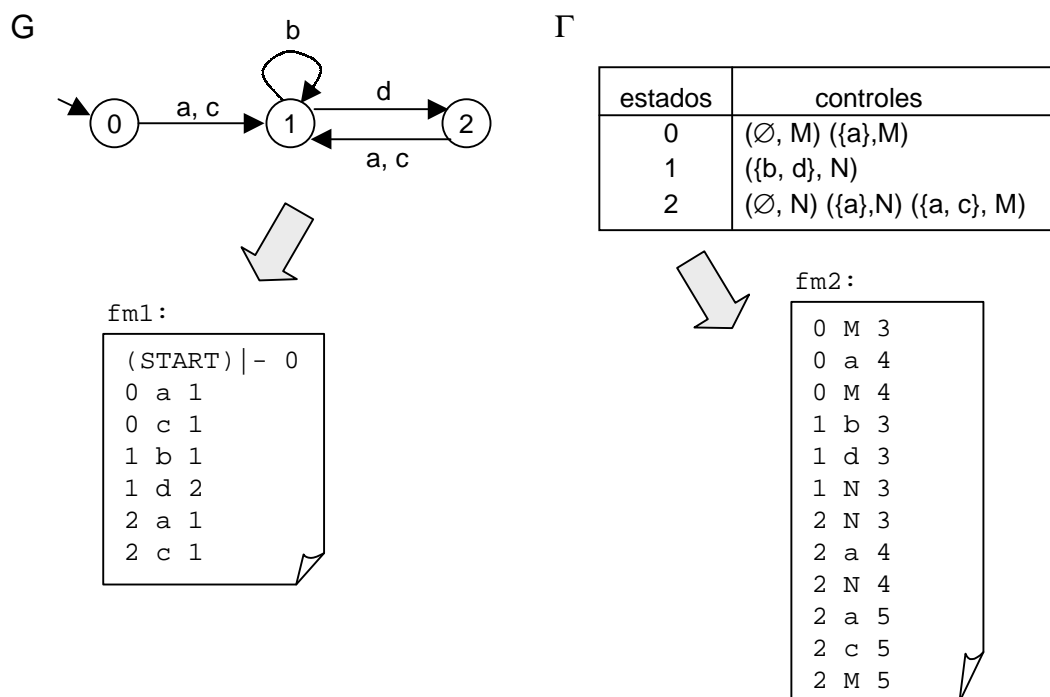 G
b
d
0
a, c
1
2
a, c
fm1:
(START)|- 0
0 a 1
0 c 1
1 b 1
1 d 2
2 a 1
2 c 1
Γ
estados controles
0 (∅, M) ({a},M)
1 ({b, d}, N)
2 (∅, N) ({a},N) ({a, c}, M)
fm2:
0 M 3
0 a 4
0 M 4
1 b 3
1 d 3
1 N 3
2 N 3
2 a 4
2 N 4
2 a 5
2 c 5
2 M 5